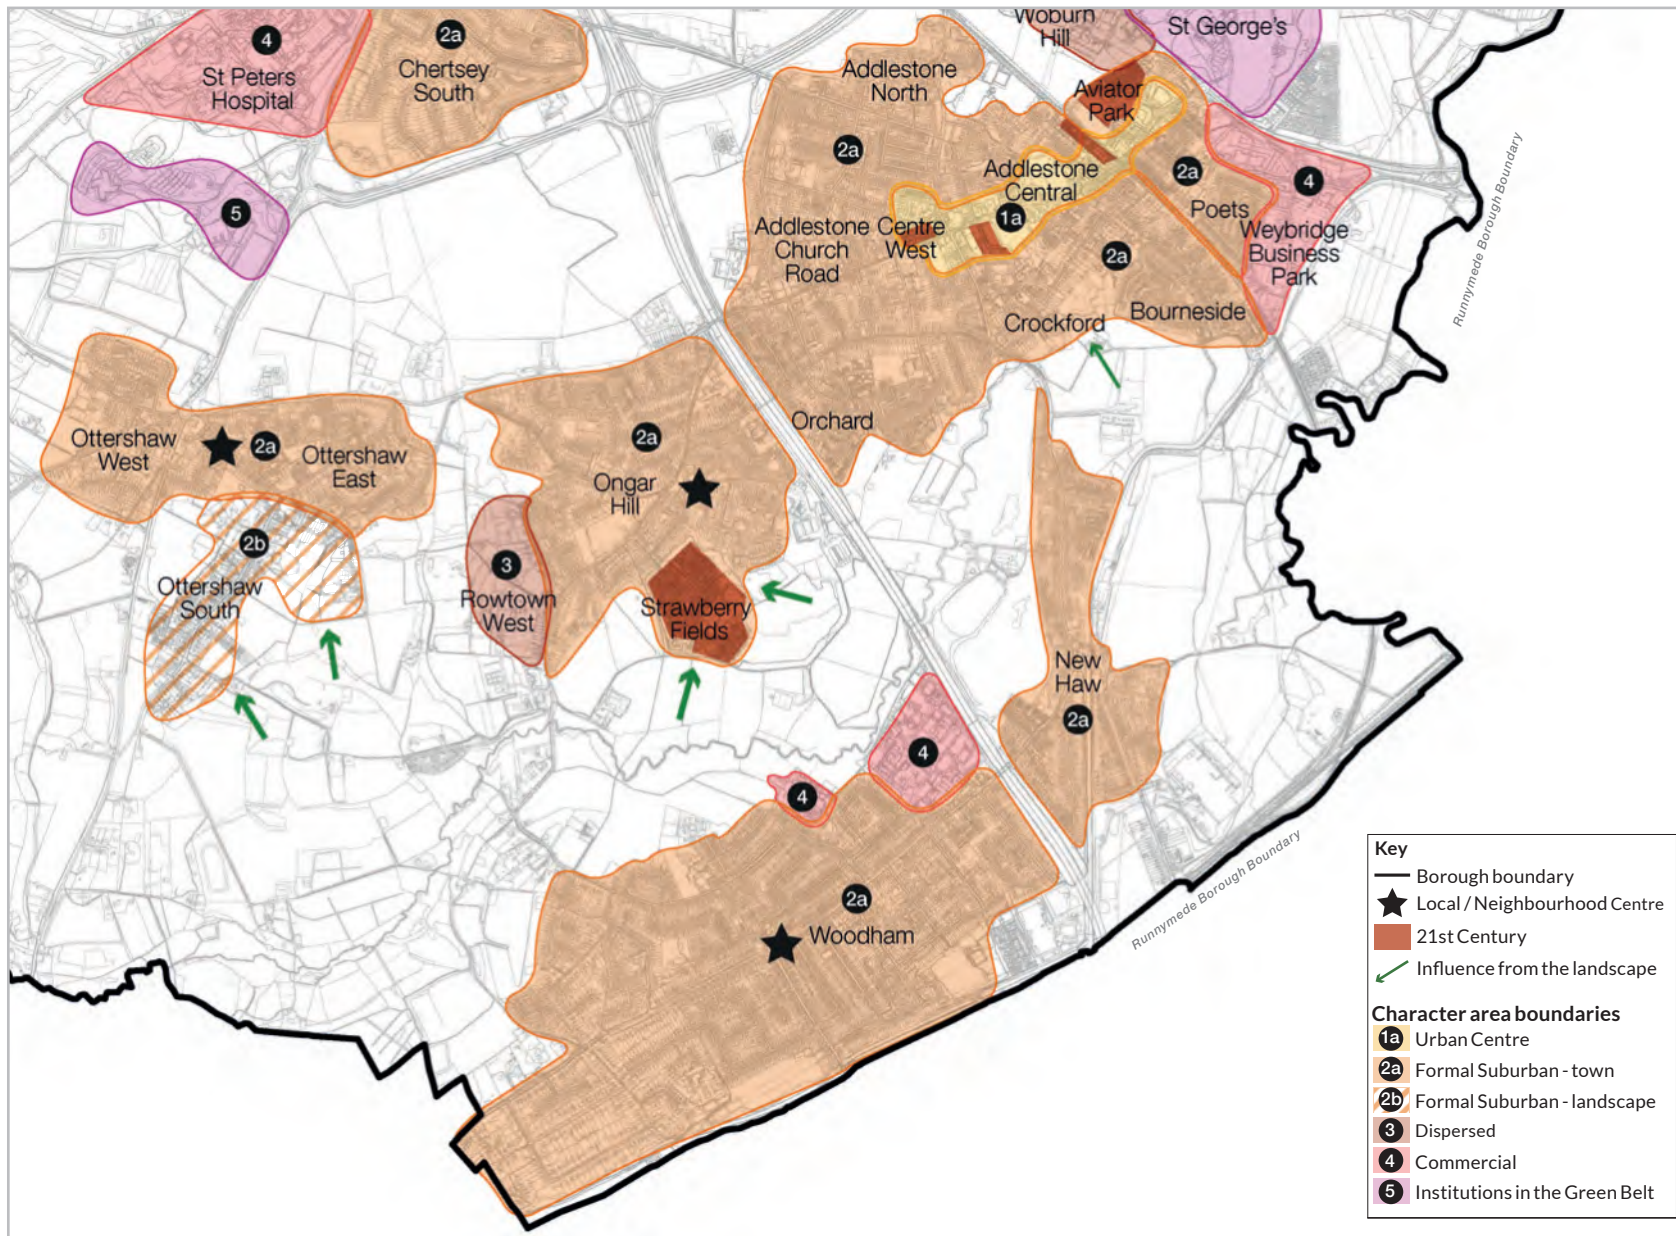 4
St Peters
Hospital
2a
Chertsey
South
5
Woburn
Hill
St George's
Addlestone
North
Aviator
Park
2a
Addlestone
Central
2a
Poets
4
Weybridge
Business
Park
Addlestone
Church
Road
Centre
West
1a
2a
Crockford
Bourneside
Orchard
Runnymede Borough Boundary
Ottershaw
West
2a
Ottershaw
East
2b
Ottershaw
South
2a
Ongar
Hill
3
Rowtown
West
Strawberry
Fields
New
Haw
2a
4
4
2a
Woodham
Runnymede Borough Boundary
Key
Borough boundary
Local / Neighbourhood Centre
21st Century
Influence from the landscape
Character area boundaries
1a Urban Centre
2a Formal Suburban - town
2b Formal Suburban - landscape
3 Dispersed
4 Commercial
5 Institutions in the Green Belt